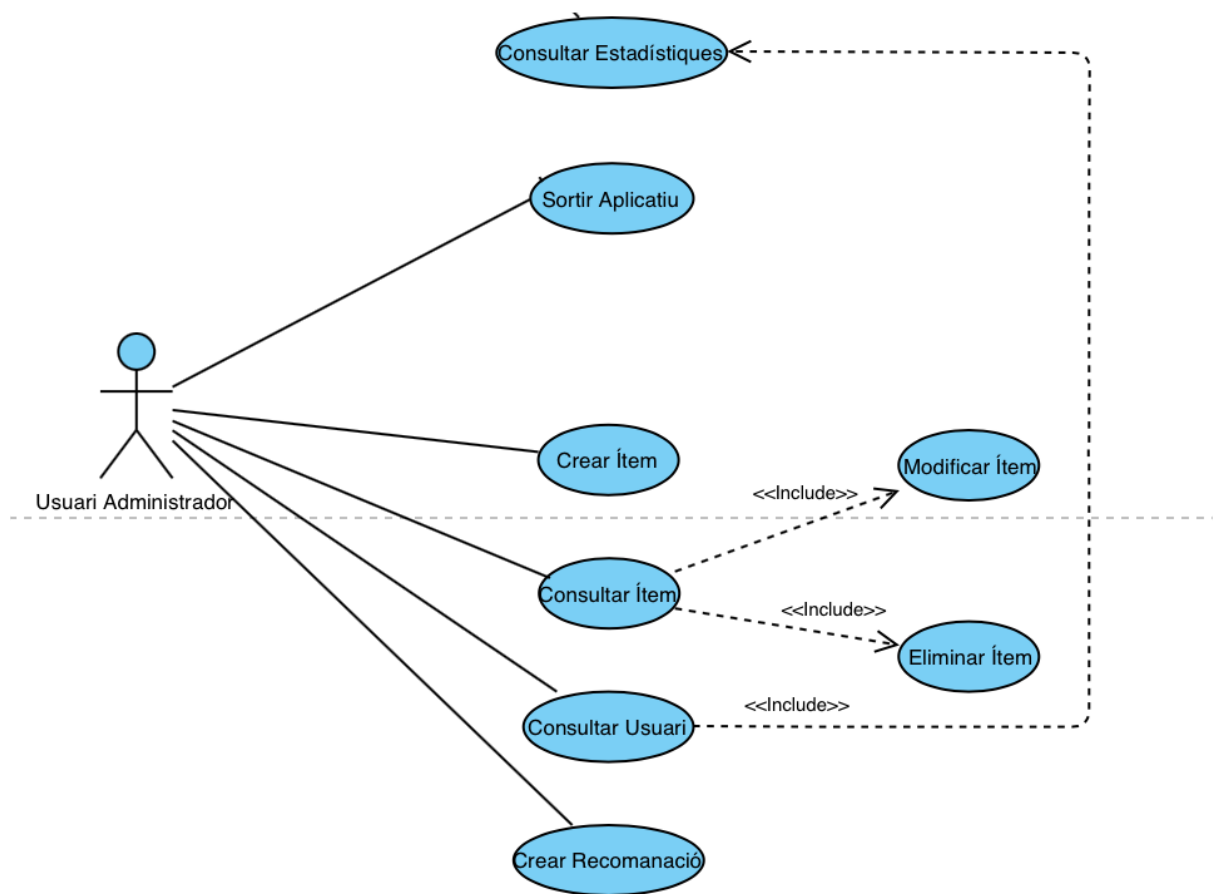 Consultar Estadístiques
Sortir Aplicatiu
Crear Ítem
Modificar Ítem
<<Include>>
Usuari Administrador
Consultar Ítem
<<Include>>
Eliminar Ítem
Consultar Usuari
<<Include>>
Crear Recomanació